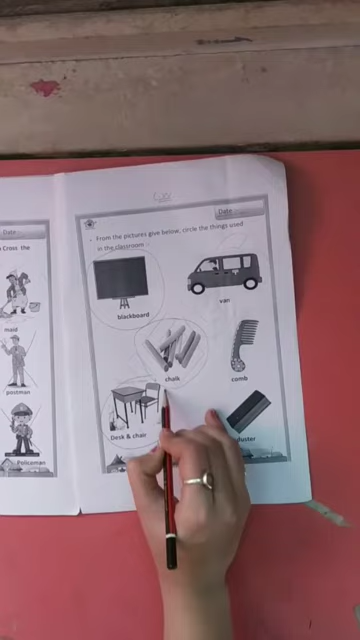 Date
Cross the
maid
postman
Policeman
Date
From the pictures give below, circle the things used
in the classroom -
blackboard
van
chalk
comb
Desk & chair
duster